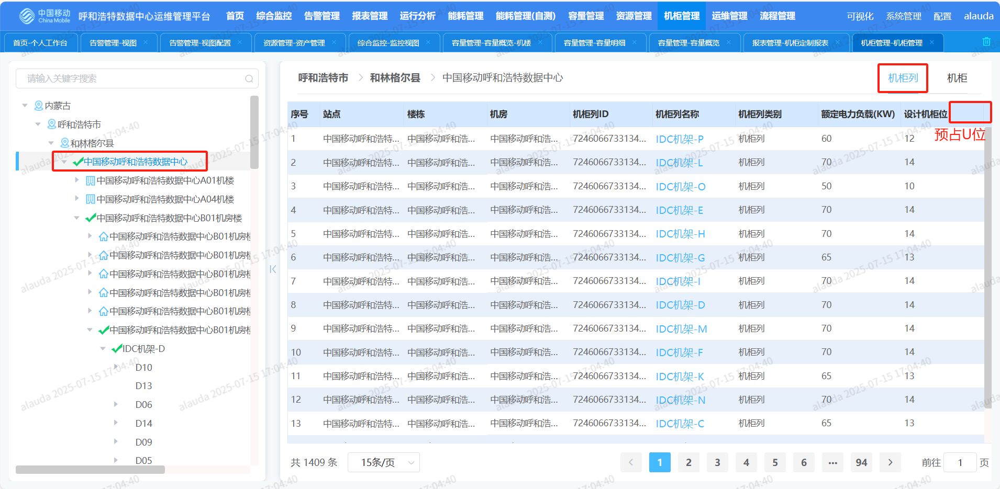 中国移动
China Mobile
呼和浩特数据中心运维管理平台 首页 综合监控 告警管理 报表管理 运行分析 能耗管理 能耗管理(自测) 容量管理 资源管理 机柜管理 运维管理 流程管理 可视化 系统管理 配置 alauda
首页-个人工作台 告警管理-视图 × 告警管理-视图配置 × 资源管理-资产管理 × 综合监控-监控视图 × 容量管理-容量概览-机楼 × 容量管理-容量明细 × 容量管理-容量概览 × 报表管理-机柜定制报表 × 机柜管理-机柜管理 ×
请输入关键字搜索
内蒙古
呼和浩特市
和林格尔县
中国移动呼和浩特数据中心
中国移动呼和浩特数据中心A01机楼
中国移动呼和浩特数据中心A04机楼
中国移动呼和浩特数据中心B01机房楼
中国移动呼和浩特数据中心B01机房楼
中国移动呼和浩特数据中心B01机房楼
中国移动呼和浩特数据中心B01机房楼
中国移动呼和浩特数据中心B01机房楼
中国移动呼和浩特数据中心B01机房楼
中国移动呼和浩特数据中心B01机房楼
IDC机架-D
D10
D13
D06
D14
D09
D05
呼和浩特市 > 和林格尔县 > 中国移动呼和浩特数据中心
机柜列 机柜
序号 站点 楼栋 机房 机柜列ID 机柜列名称 机柜列类别 额定电力负载(KW) 设计机柜位
预占U位
1 中国移动呼和浩特... 中国移动呼和浩... 中国移动呼和浩... 7246066733134... IDC机架-P 机柜列 60 12
2 中国移动呼和浩特... 中国移动呼和浩... 中国移动呼和浩... 7246066733134... IDC机架-L 机柜列 70 14
3 中国移动呼和浩特... 中国移动呼和浩... 中国移动呼和浩... 7246066733134... IDC机架-O 机柜列 50 10
4 中国移动呼和浩特... 中国移动呼和浩... 中国移动呼和浩... 7246066733134... IDC机架-E 机柜列 70 14
5 中国移动呼和浩特... 中国移动呼和浩... 中国移动呼和浩... 7246066733134... IDC机架-H 机柜列 70 14
6 中国移动呼和浩特... 中国移动呼和浩... 中国移动呼和浩... 7246066733134... IDC机架-G 机柜列 65 13
7 中国移动呼和浩特... 中国移动呼和浩... 中国移动呼和浩... 7246066733134... IDC机架-I 机柜列 70 14
8 中国移动呼和浩特... 中国移动呼和浩... 中国移动呼和浩... 7246066733134... IDC机架-D 机柜列 70 14
9 中国移动呼和浩特... 中国移动呼和浩... 中国移动呼和浩... 7246066733134... IDC机架-M 机柜列 70 14
10 中国移动呼和浩特... 中国移动呼和浩... 中国移动呼和浩... 7246066733134... IDC机架-F 机柜列 70 14
11 中国移动呼和浩特... 中国移动呼和浩... 中国移动呼和浩... 7246066733134... IDC机架-K 机柜列 65 13
12 中国移动呼和浩特... 中国移动呼和浩... 中国移动呼和浩... 7246066733134... IDC机架-N 机柜列 70 14
13 中国移动呼和浩特... 中国移动呼和浩... 中国移动呼和浩... 7246066733134... IDC机架-C 机柜列 65 13
共 1409 条 15条/页 < 1 2 3 4 5 6 ... 94 > 前往 1 页
alauda 2025-07-15 17:04:40